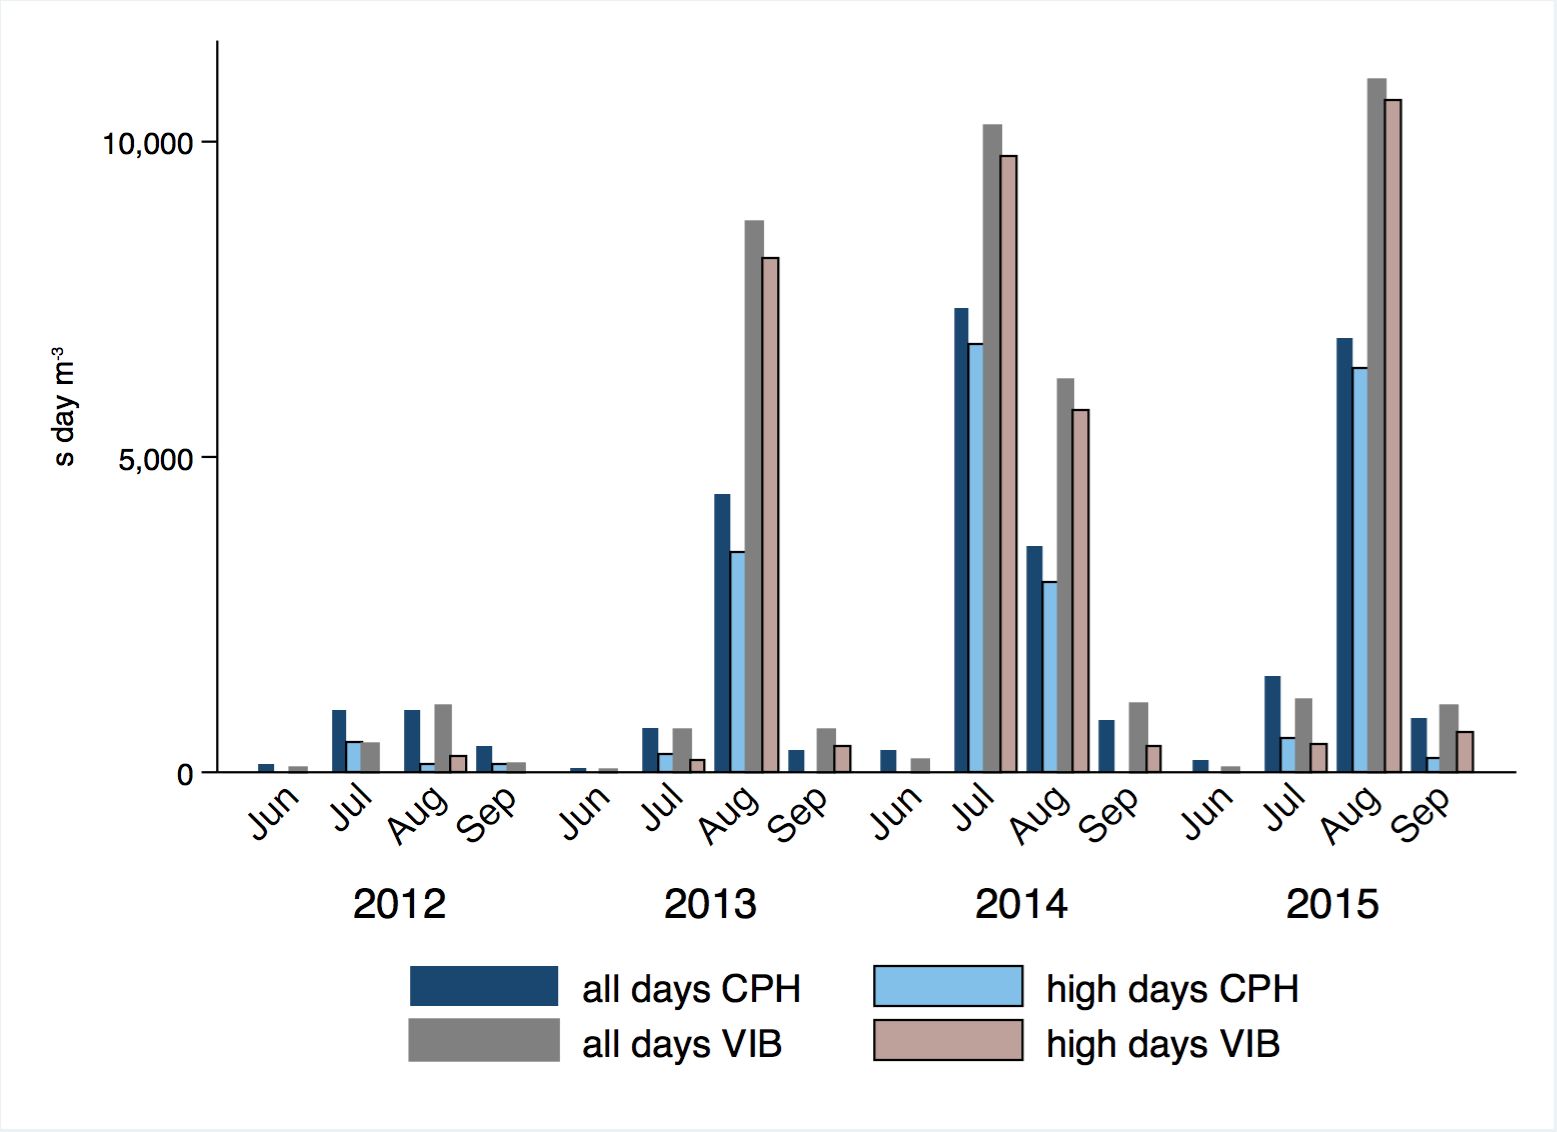 10,000
5,000
0
s day m⁻³
Jun Jul Aug Sep Jun Jul Aug Sep Jun Jul Aug Sep Jun Jul Aug Sep
2012 2013 2014 2015
all days CPH high days CPH
all days VIB high days VIB